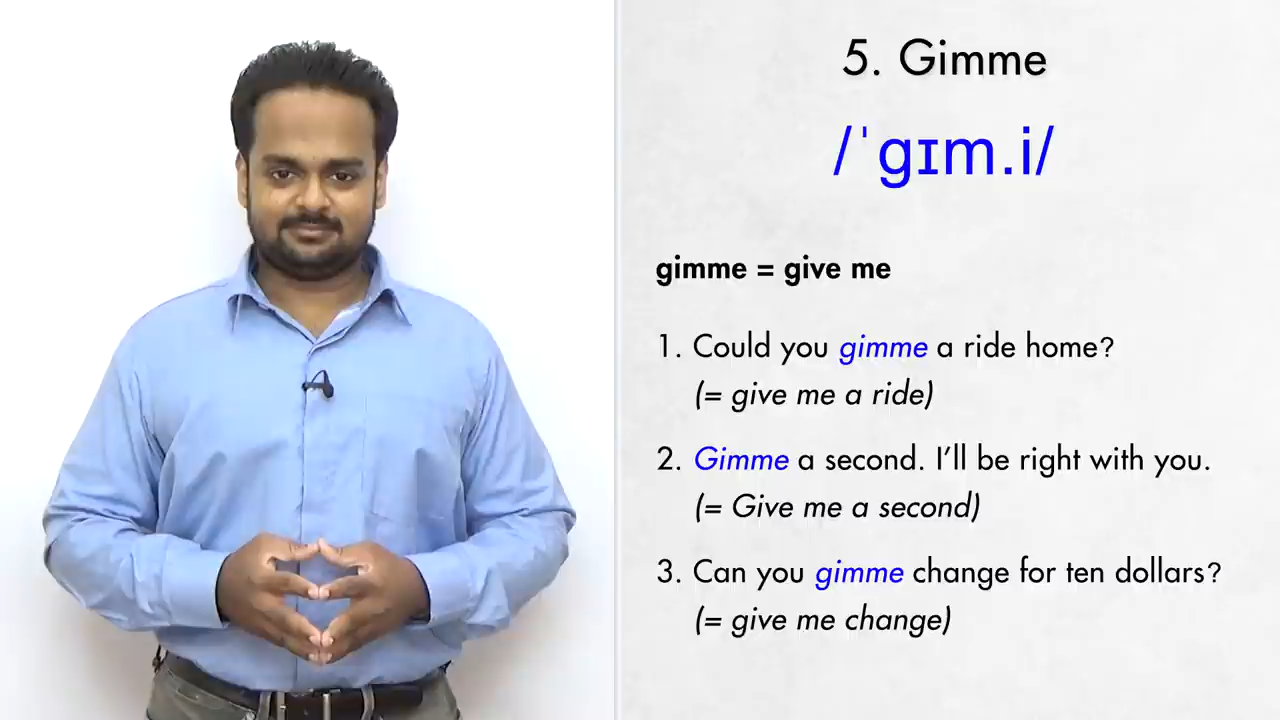 5. Gimme
/ˈgɪm.i/
gimme = give me
1. Could you gimme a ride home?
(= give me a ride)
2. Gimme a second. I’ll be right with you.
(= Give me a second)
3. Can you gimme change for ten dollars?
(= give me change)